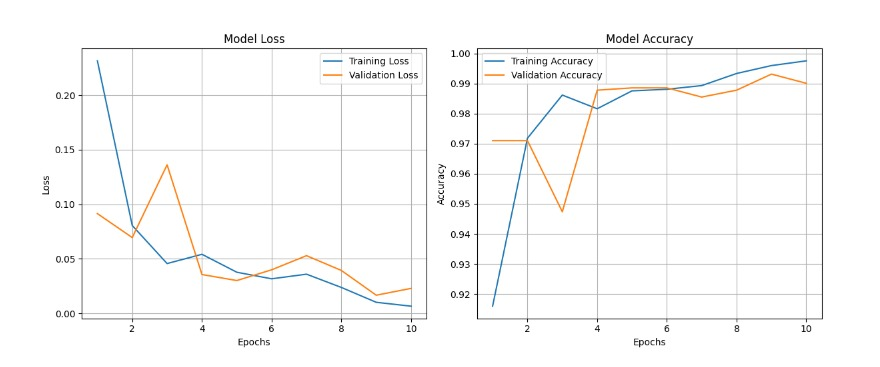 Model Loss
Training Loss
Validation Loss
0.20
0.15
0.10
0.05
0.00
Loss
2 4 6 8 10
Epochs
Model Accuracy
Training Accuracy
Validation Accuracy
1.00
0.99
0.98
0.97
0.96
0.95
0.94
0.93
0.92
Accuracy
2 4 6 8 10
Epochs